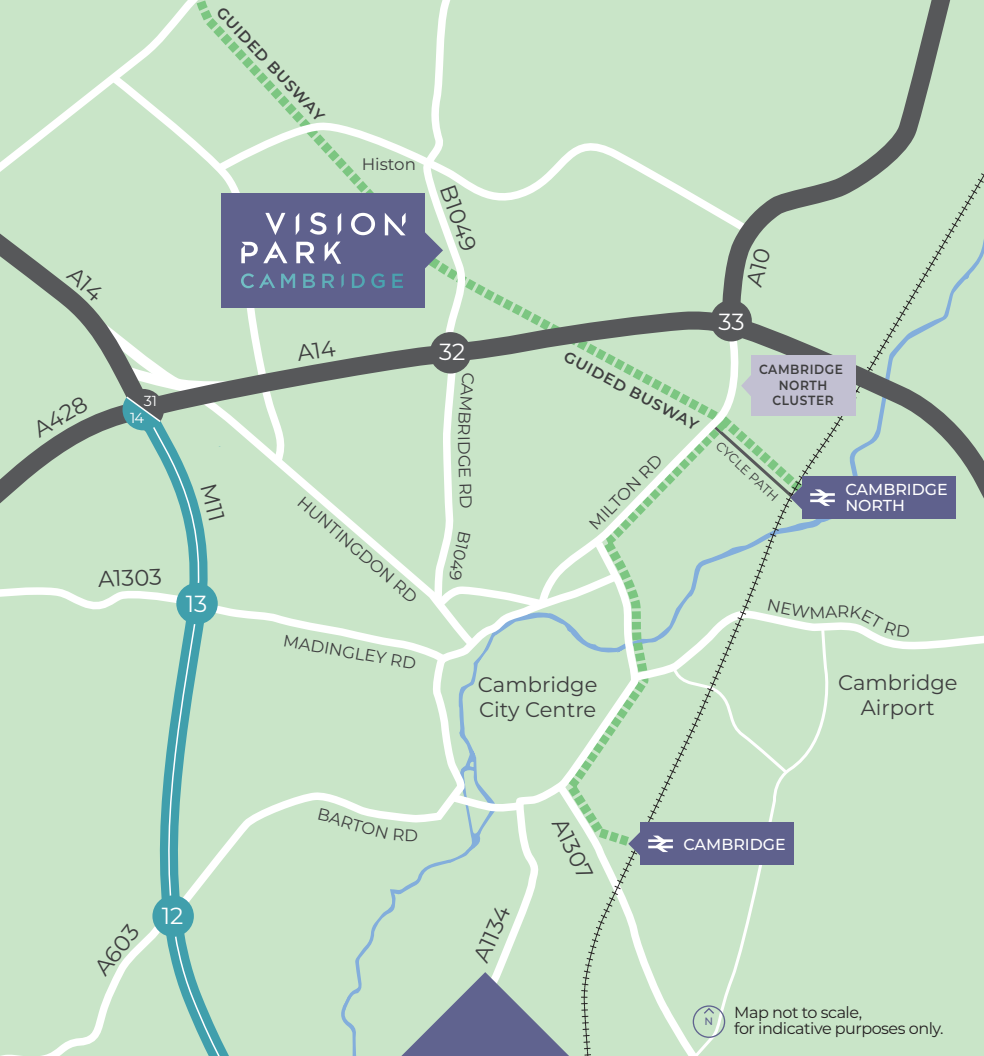 GUIDED BUSWAY
Histon
B1049
VISION
PARK
CAMBRIDGE
A14
A10
33
A14
32
GUIDED BUSWAY
CAMBRIDGE
NORTH
CLUSTER
31
14
A428
CAMBRIDGE RD
MILTON RD
CYCLE PATH
CAMBRIDGE
NORTH
M11
HUNTINGDON RD
B1049
A1303
13
MADINGLEY RD
NEWMARKET RD
Cambridge
City Centre
Cambridge
Airport
BARTON RD
A1307
CAMBRIDGE
12
A603
A1134
N
Map not to scale,
for indicative purposes only.